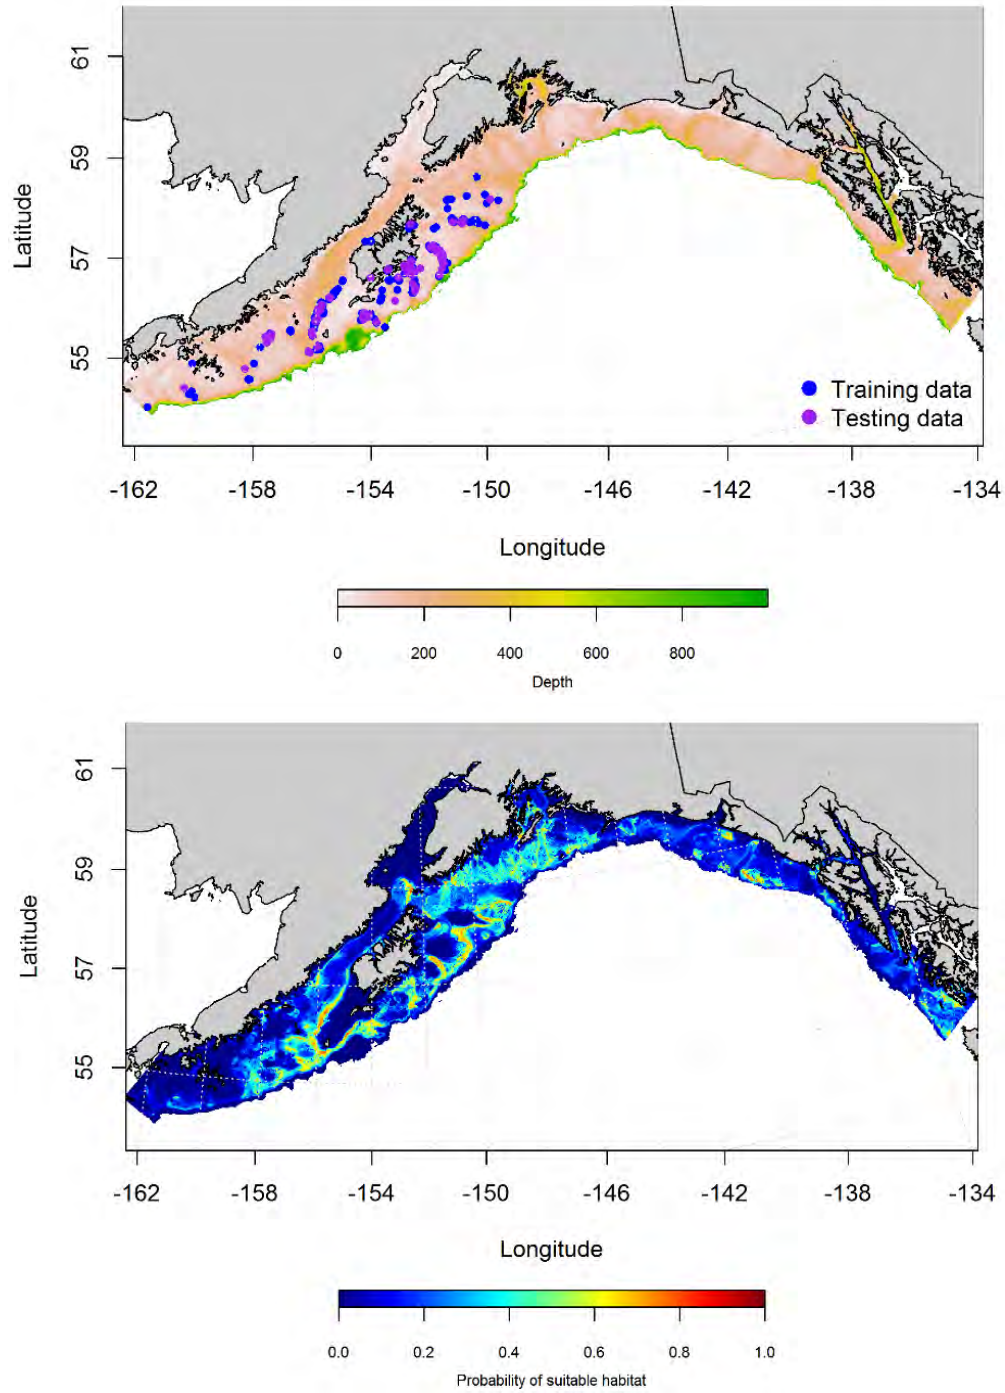 61
59
57
55
Latitude
Training data
Testing data
-162 -158 -154 -150 -146 -142 -138 -134
Longitude
0 200 400 600 800
Depth
61
59
57
55
Latitude
-162 -158 -154 -150 -146 -142 -138 -134
Longitude
0.0 0.2 0.4 0.6 0.8 1.0
Probability of suitable habitat